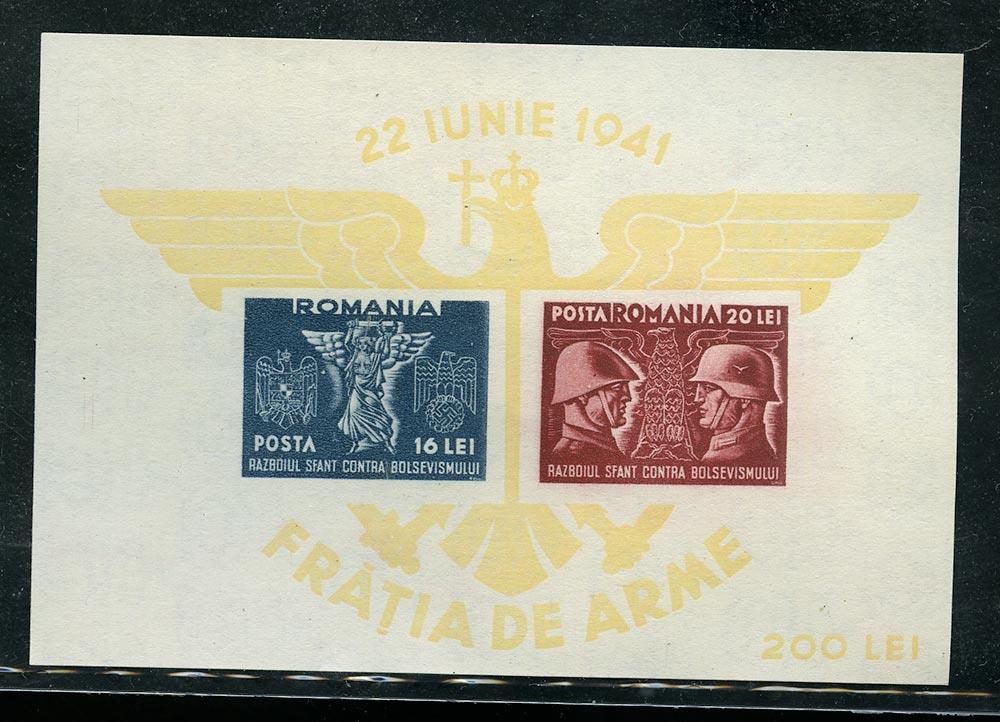 22 IUNIE 1941
ROMANIA
POSTA 16 LEI
RAZBOIUL SFANT CONTRA BOLSEVISMULUI
POSTA ROMANIA 20 LEI
RAZBOIUL SFANT CONTRA BOLSEVISMULUI
FRĂȚIA DE ARME
200 LEI